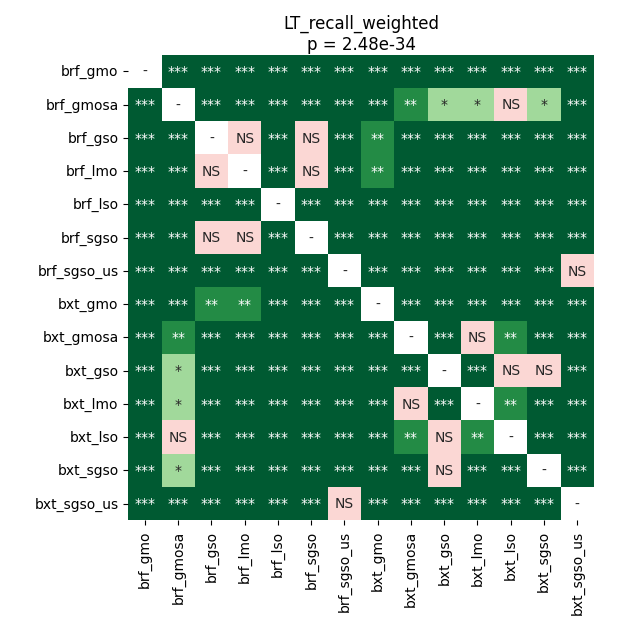 LT_recall_weighted
p = 2.48e-34
brf_gmo - *** *** *** *** *** *** *** *** *** *** *** *** ***
brf_gmosa *** - *** *** *** *** *** *** ** * * NS * ***
brf_gso *** *** - NS *** NS *** ** *** *** *** *** *** ***
brf_lmo *** *** NS - *** NS *** ** *** *** *** *** *** ***
brf_lso *** *** *** *** - *** *** *** *** *** *** *** *** ***
brf_sgso *** *** NS NS *** - *** *** *** *** *** *** *** ***
brf_sgso_us *** *** *** *** *** *** - *** *** *** *** *** *** NS
bxt_gmo *** *** ** ** *** *** *** - *** *** *** *** *** ***
bxt_gmosa *** ** *** *** *** *** *** *** - *** NS ** *** ***
bxt_gso *** * *** *** *** *** *** *** *** - *** NS NS ***
bxt_lmo *** * *** *** *** *** *** *** NS *** - ** *** ***
bxt_lso *** NS *** *** *** *** *** *** ** NS ** - *** ***
bxt_sgso *** * *** *** *** *** *** *** *** NS *** *** - ***
bxt_sgso_us *** *** *** *** *** *** NS *** *** *** *** *** *** -
brf_gmo brf_gmosa brf_gso brf_lmo brf_lso brf_sgso brf_sgso_us bxt_gmo bxt_gmosa bxt_gso bxt_lmo bxt_lso bxt_sgso bxt_sgso_us